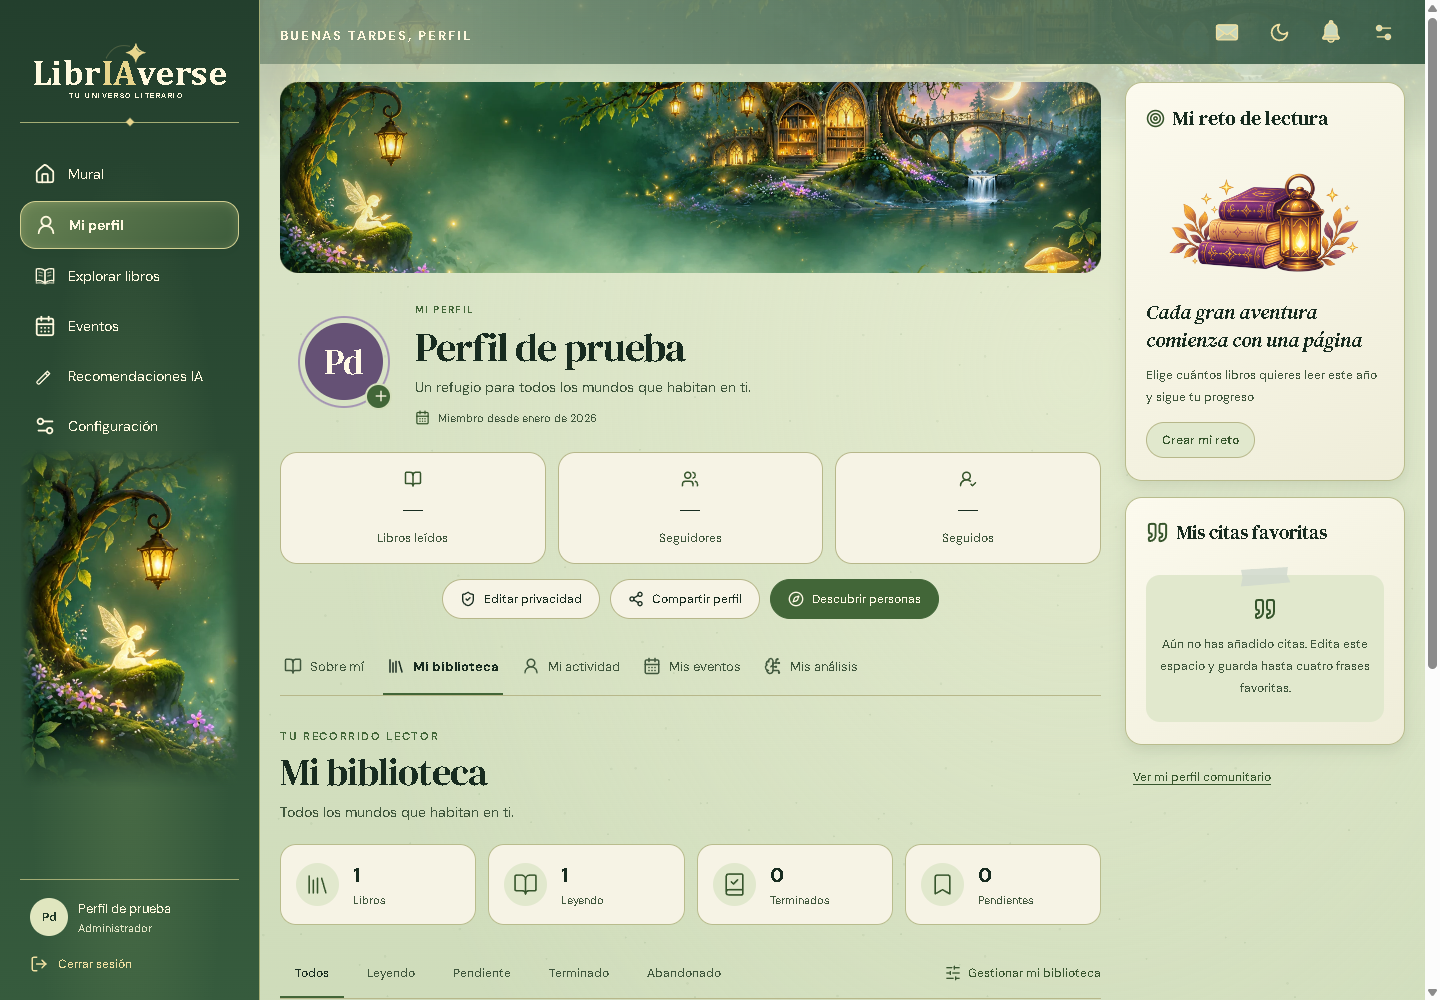 LibrIAverse
TU UNIVERSO LITERARIO
Mural
Mi perfil
Explorar libros
Eventos
Recomendaciones IA
Configuración
Pd
Perfil de prueba
Administrador
Cerrar sesión
BUENAS TARDES, PERFIL
Pd
MI PERFIL
Perfil de prueba
Un refugio para todos los mundos que habitan en ti.
Miembro desde enero de 2026
—
Libros leídos
—
Seguidores
—
Seguidos
Editar privacidad
Compartir perfil
Descubrir personas
Sobre mí
Mi biblioteca
Mi actividad
Mis eventos
Mis análisis
TU RECORRIDO LECTOR
Mi biblioteca
Todos los mundos que habitan en ti.
1
Libros
1
Leyendo
0
Terminados
0
Pendientes
Todos
Leyendo
Pendiente
Terminado
Abandonado
Gestionar mi biblioteca
Mi reto de lectura
Cada gran aventura
comienza con una página
Elige cuántos libros quieres leer este año
y sigue tu progreso
Crear mi reto
Mis citas favoritas
Aún no has añadido citas. Edita este
espacio y guarda hasta cuatro frases
favoritas.
Ver mi perfil comunitario